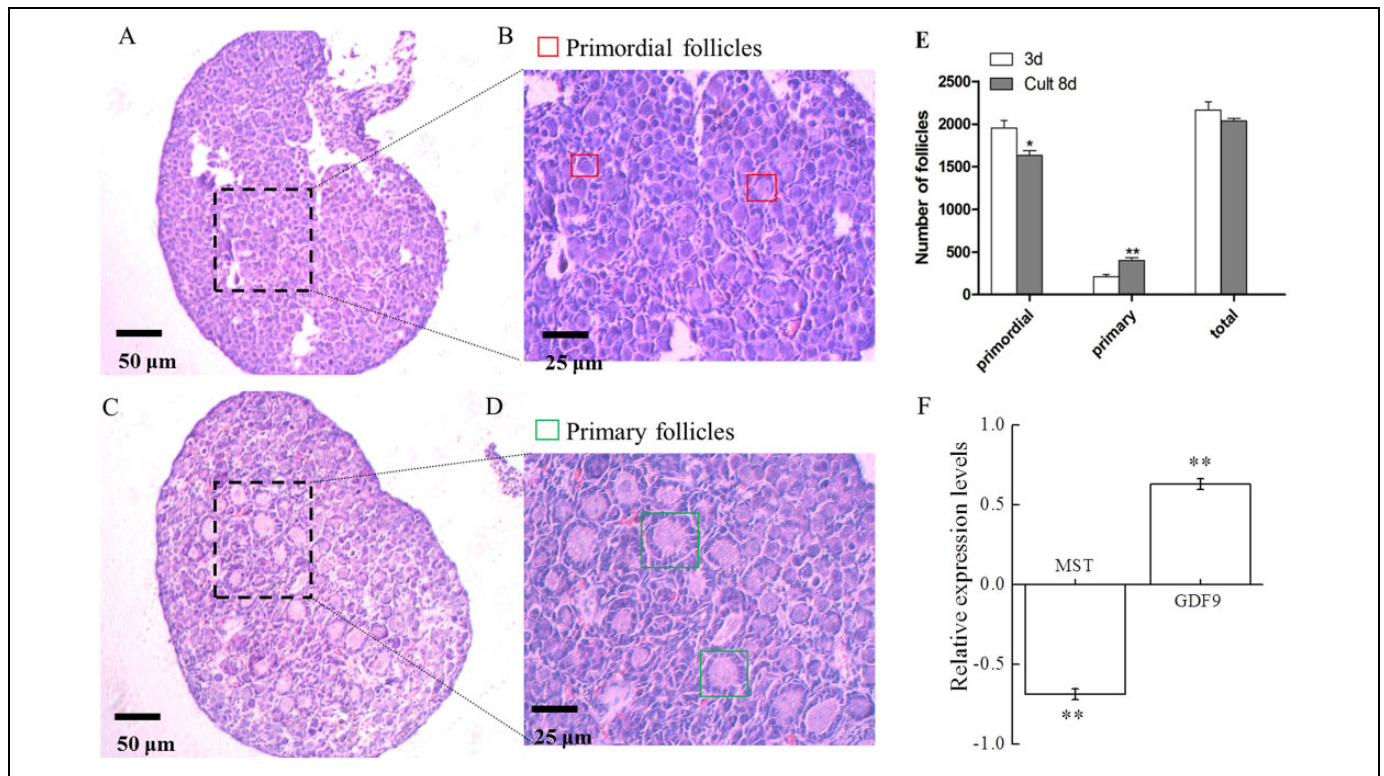 A
50 µm
B
Primordial follicles
25 µm
C
50 µm
D
Primary follicles
25 µm
E
3d
Cult 8d
Number of follicles
2500
2000
1500
1000
500
0
*
**
primordial
primary
total
F
Relative expression levels
1.0
0.5
0.0
-0.5
-1.0
MST
**
GDF9
**